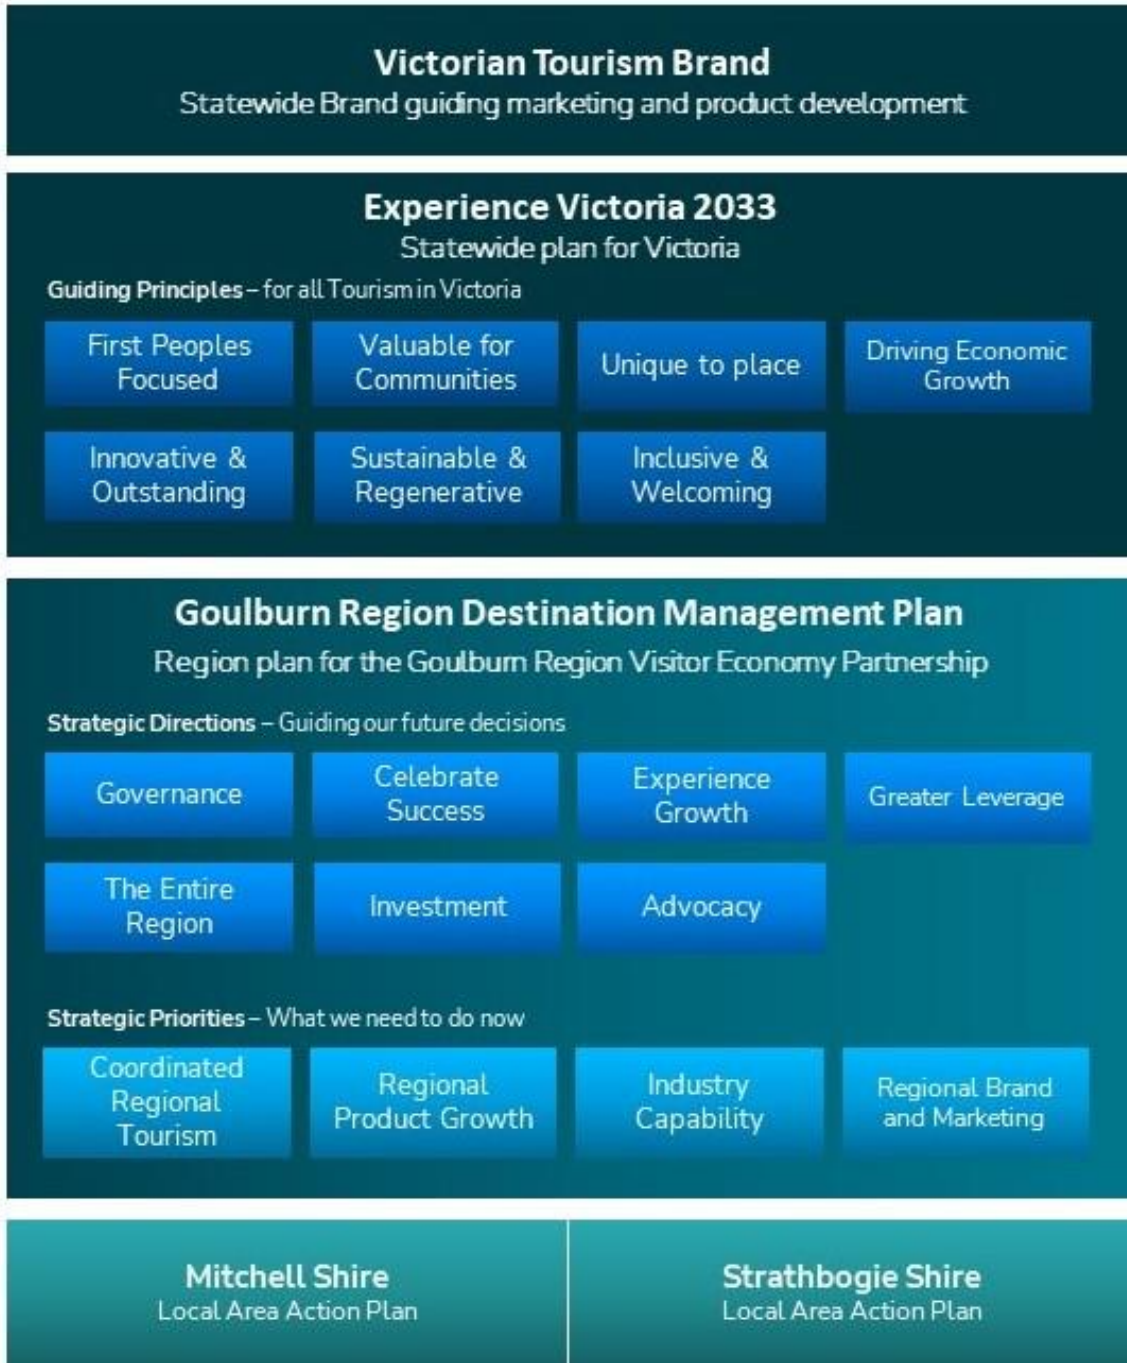 Victorian Tourism Brand
Statewide Brand guiding marketing and product development
Experience Victoria 2033
Statewide plan for Victoria
Guiding Principles – for all Tourism in Victoria
First Peoples
Focused
Valuable for
Communities
Unique to place
Driving Economic
Growth
Innovative &
Outstanding
Sustainable &
Regenerative
Inclusive &
Welcoming
Goulburn Region Destination Management Plan
Region plan for the Goulburn Region Visitor Economy Partnership
Strategic Directions – Guiding our future decisions
Governance
Celebrate
Success
Experience
Growth
Greater Leverage
The Entire
Region
Investment
Advocacy
Strategic Priorities – What we need to do now
Coordinated
Regional
Tourism
Regional
Product Growth
Industry
Capability
Regional Brand
and Marketing
Mitchell Shire
Local Area Action Plan
Strathbogie Shire
Local Area Action Plan